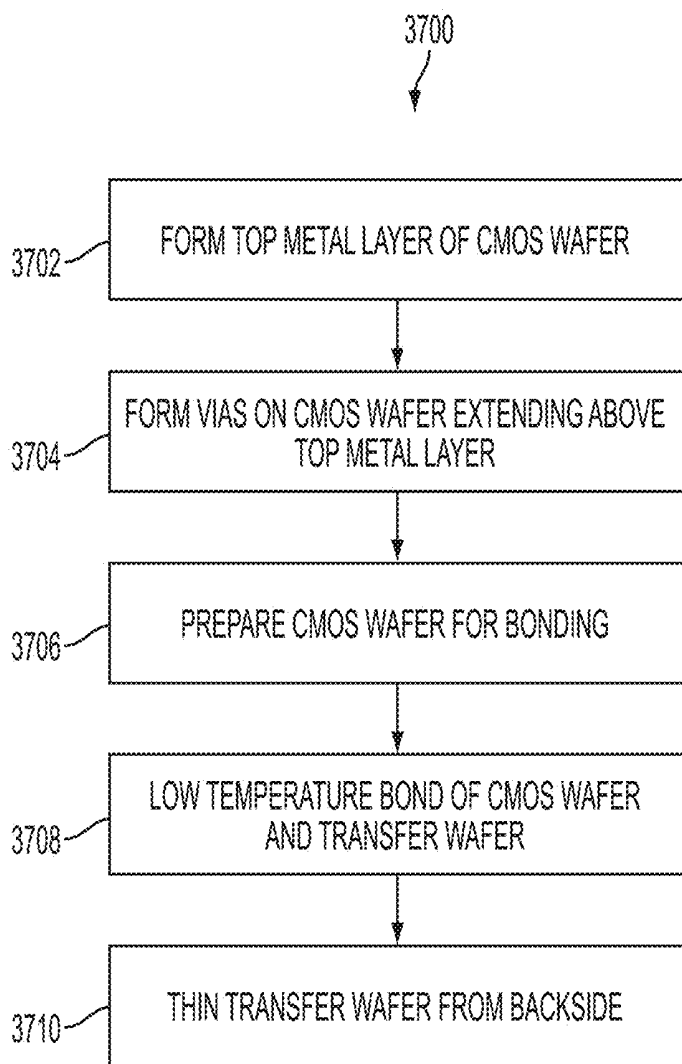 3700
3702
FORM TOP METAL LAYER OF CMOS WAFER
3704
FORM VIAS ON CMOS WAFER EXTENDING ABOVE
TOP METAL LAYER
3706
PREPARE CMOS WAFER FOR BONDING
3708
LOW TEMPERATURE BOND OF CMOS WAFER
AND TRANSFER WAFER
3710
THIN TRANSFER WAFER FROM BACKSIDE